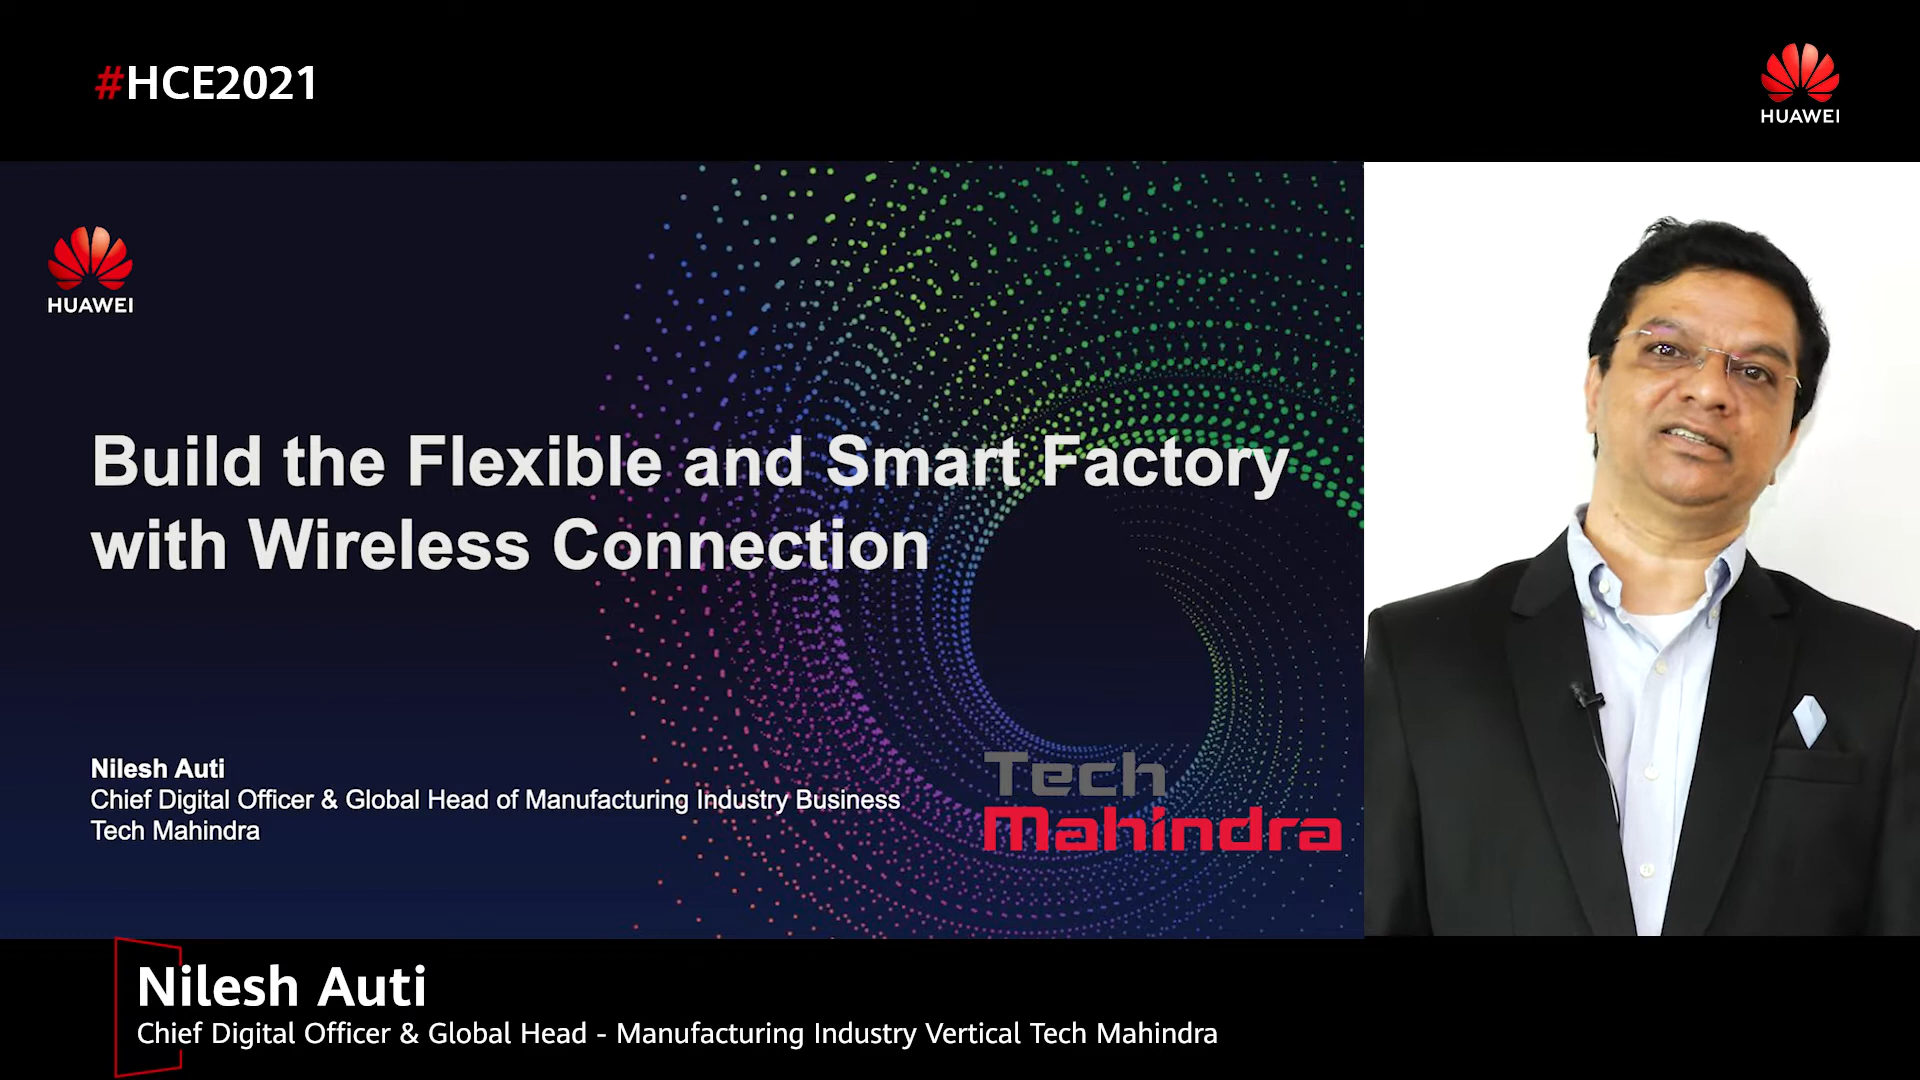 #HCE2021
HUAWEI
HUAWEI
Build the Flexible and Smart Factory
with Wireless Connection
Nilesh Auti
Chief Digital Officer & Global Head of Manufacturing Industry Business
Tech Mahindra
Tech
Mahindra
Nilesh Auti
Chief Digital Officer & Global Head - Manufacturing Industry Vertical Tech Mahindra